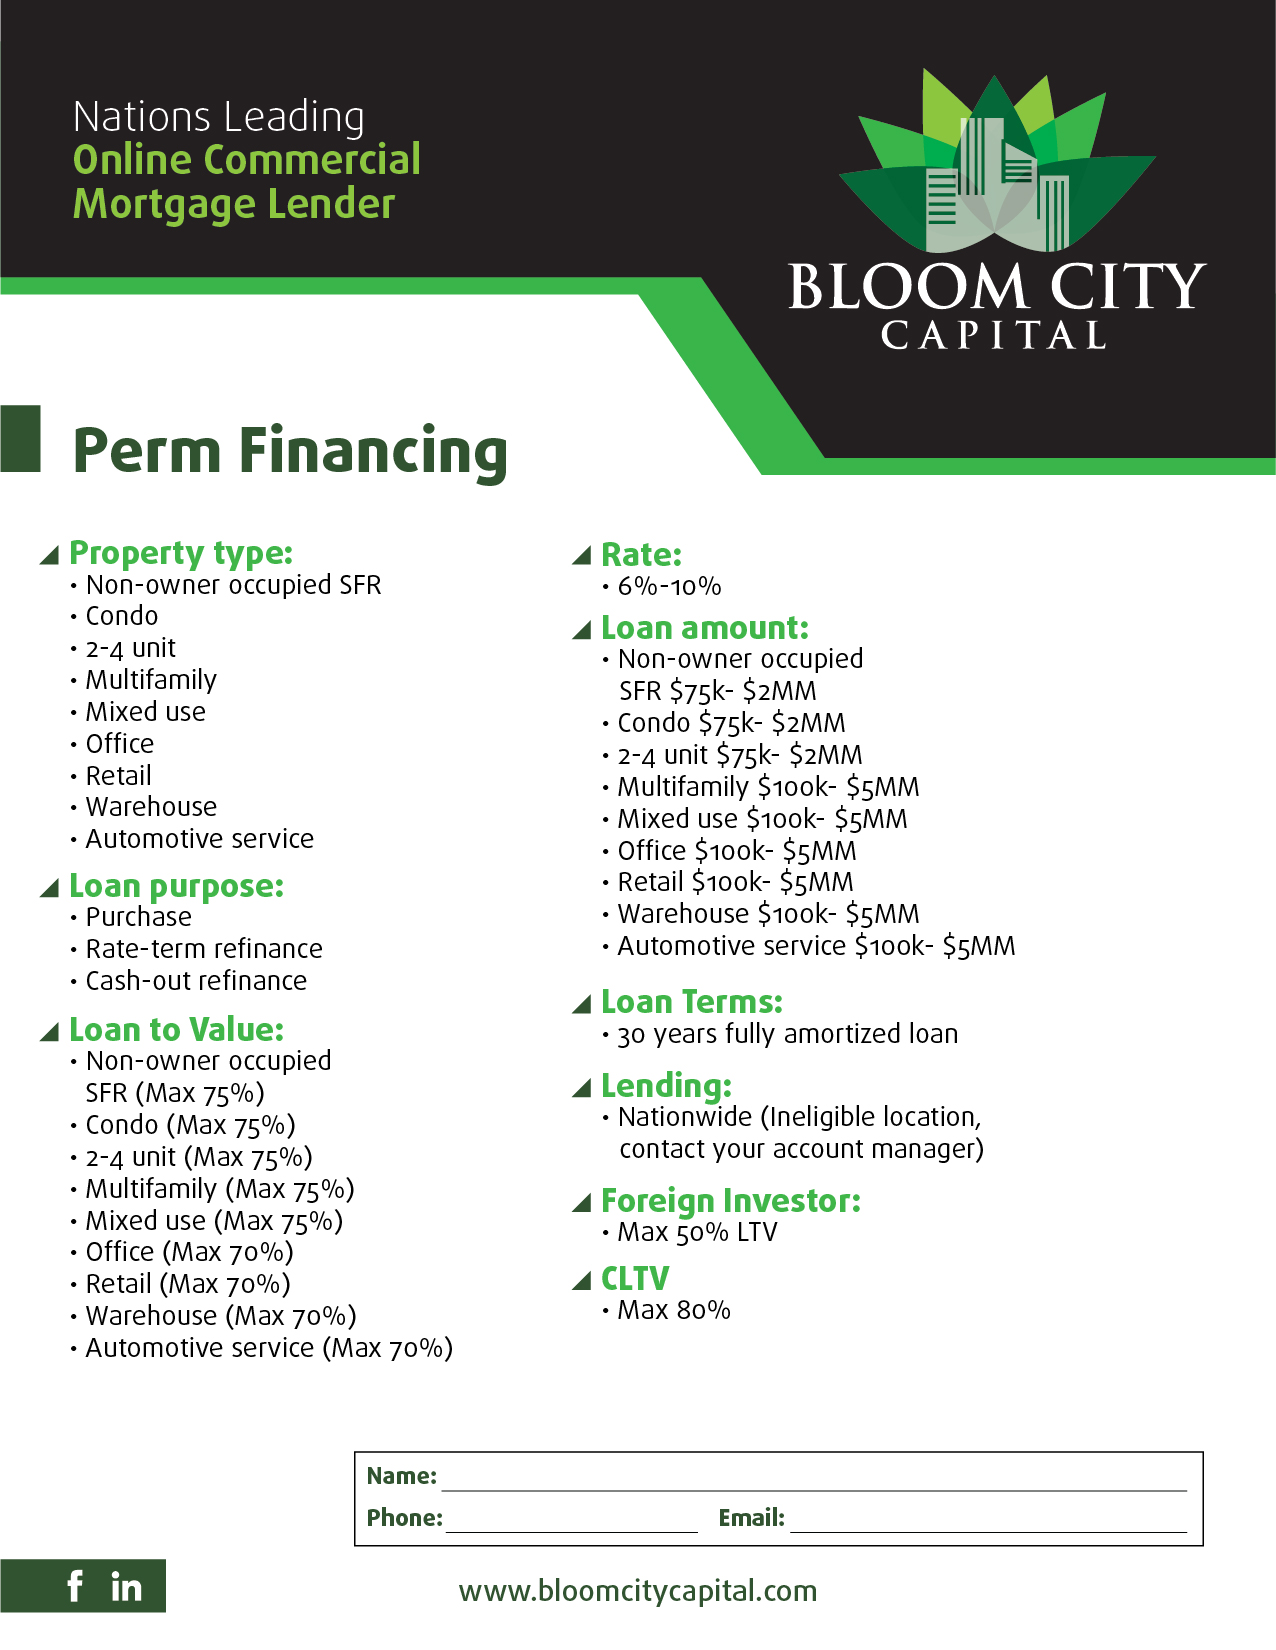 Nations Leading
Online Commercial
Mortgage Lender
BLOOM CITY
CAPITAL
Perm Financing
Property type:
• Non-owner occupied SFR
• Condo
• 2-4 unit
• Multifamily
• Mixed use
• Office
• Retail
• Warehouse
• Automotive service
Loan purpose:
• Purchase
• Rate-term refinance
• Cash-out refinance
Loan to Value:
• Non-owner occupied
SFR (Max 75%)
• Condo (Max 75%)
• 2-4 unit (Max 75%)
• Multifamily (Max 75%)
• Mixed use (Max 75%)
• Office (Max 70%)
• Retail (Max 70%)
• Warehouse (Max 70%)
• Automotive service (Max 70%)
Rate:
• 6%-10%
Loan amount:
• Non-owner occupied
SFR $75k- $2MM
• Condo $75k- $2MM
• 2-4 unit $75k- $2MM
• Multifamily $100k- $5MM
• Mixed use $100k- $5MM
• Office $100k- $5MM
• Retail $100k- $5MM
• Warehouse $100k- $5MM
• Automotive service $100k- $5MM
Loan Terms:
• 30 years fully amortized loan
Lending:
• Nationwide (Ineligible location,
contact your account manager)
Foreign Investor:
• Max 50% LTV
CLTV
• Max 80%
Name:
Phone: Email:
f in
www.bloomcitycapital.com